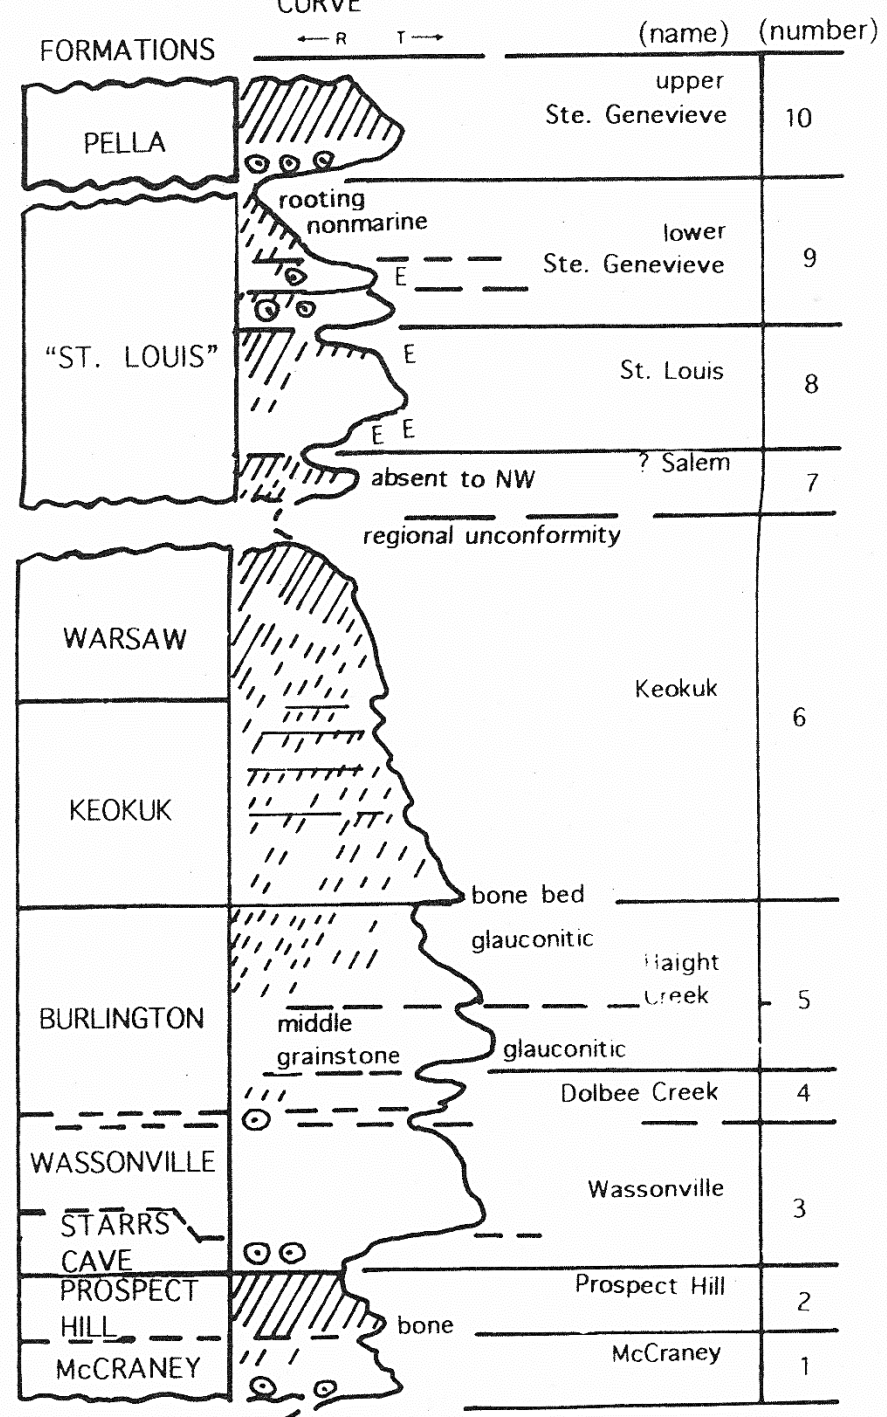 CURVE
FORMATIONS
←R T→
(name) (number)
PELLA
upper
Ste. Genevieve
10
rooting
nonmarine
lower
Ste. Genevieve
9
E
"ST. LOUIS"
E
St. Louis
8
E E
? Salem
absent to NW
7
regional unconformity
WARSAW
Keokuk
6
KEOKUK
bone bed
glauconitic
Haight
Creek
5
BURLINGTON
middle
grainstone
glauconitic
Dolbee Creek
4
WASSONVILLE
Wassonville
3
STARRS
CAVE
PROSPECT
HILL
Prospect Hill
2
bone
McCRANEY
McCraney
1